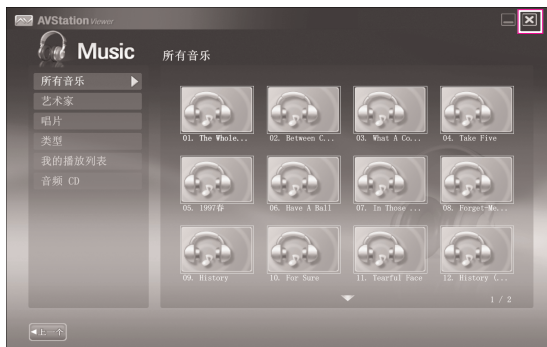 AVStation Viewer
Music
所有音乐
所有音乐
艺术家
唱片
类型
我的播放列表
音频 CD
01. The Whole...
02. Between C...
03. What A Co...
04. Take Five
05. 1997春
06. Have A Ball
07. In Those ...
08. Forget-Me...
09. History
10. For Sure
11. Tearful Face
12. History (...
1 / 2
上一个